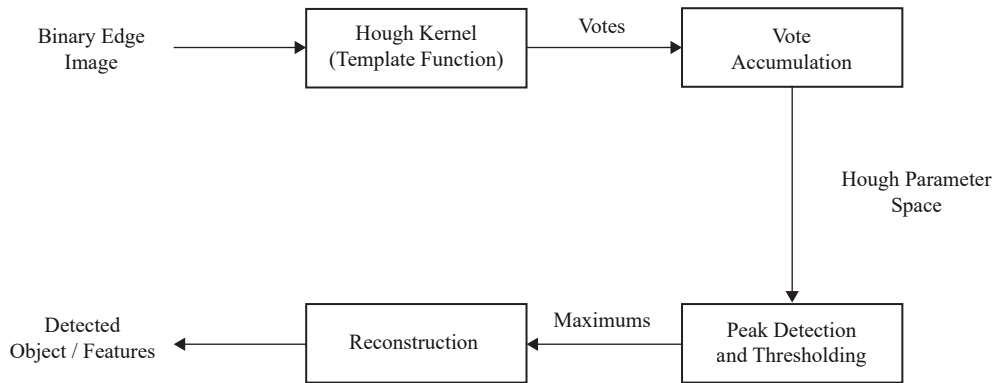 Binary Edge
Image
Hough Kernel
(Template Function)
Votes
Vote
Accumulation
Hough Parameter
Space
Peak Detection
and Thresholding
Maximums
Reconstruction
Detected
Object / Features